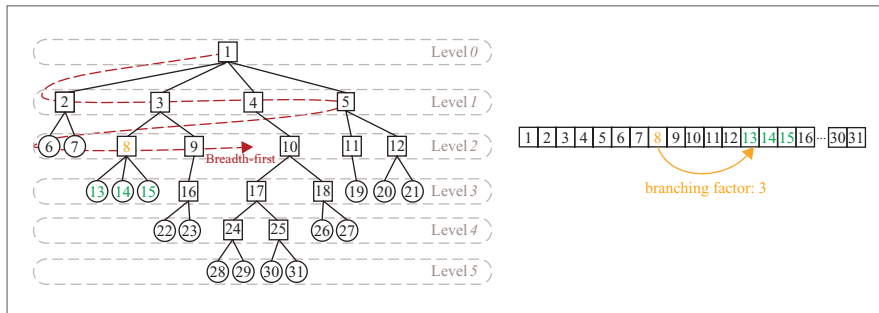 1 Level 0
2 3 4 5 Level 1
6 7 8 9 10 11 12 Level 2
Breadth-first
13 14 15 16 17 18 19 20 21 Level 3
22 23 24 25 26 27 Level 4
28 29 30 31 Level 5
1 2 3 4 5 6 7 8 9 10 11 12 13 14 15 16 ... 30 31
branching factor: 3